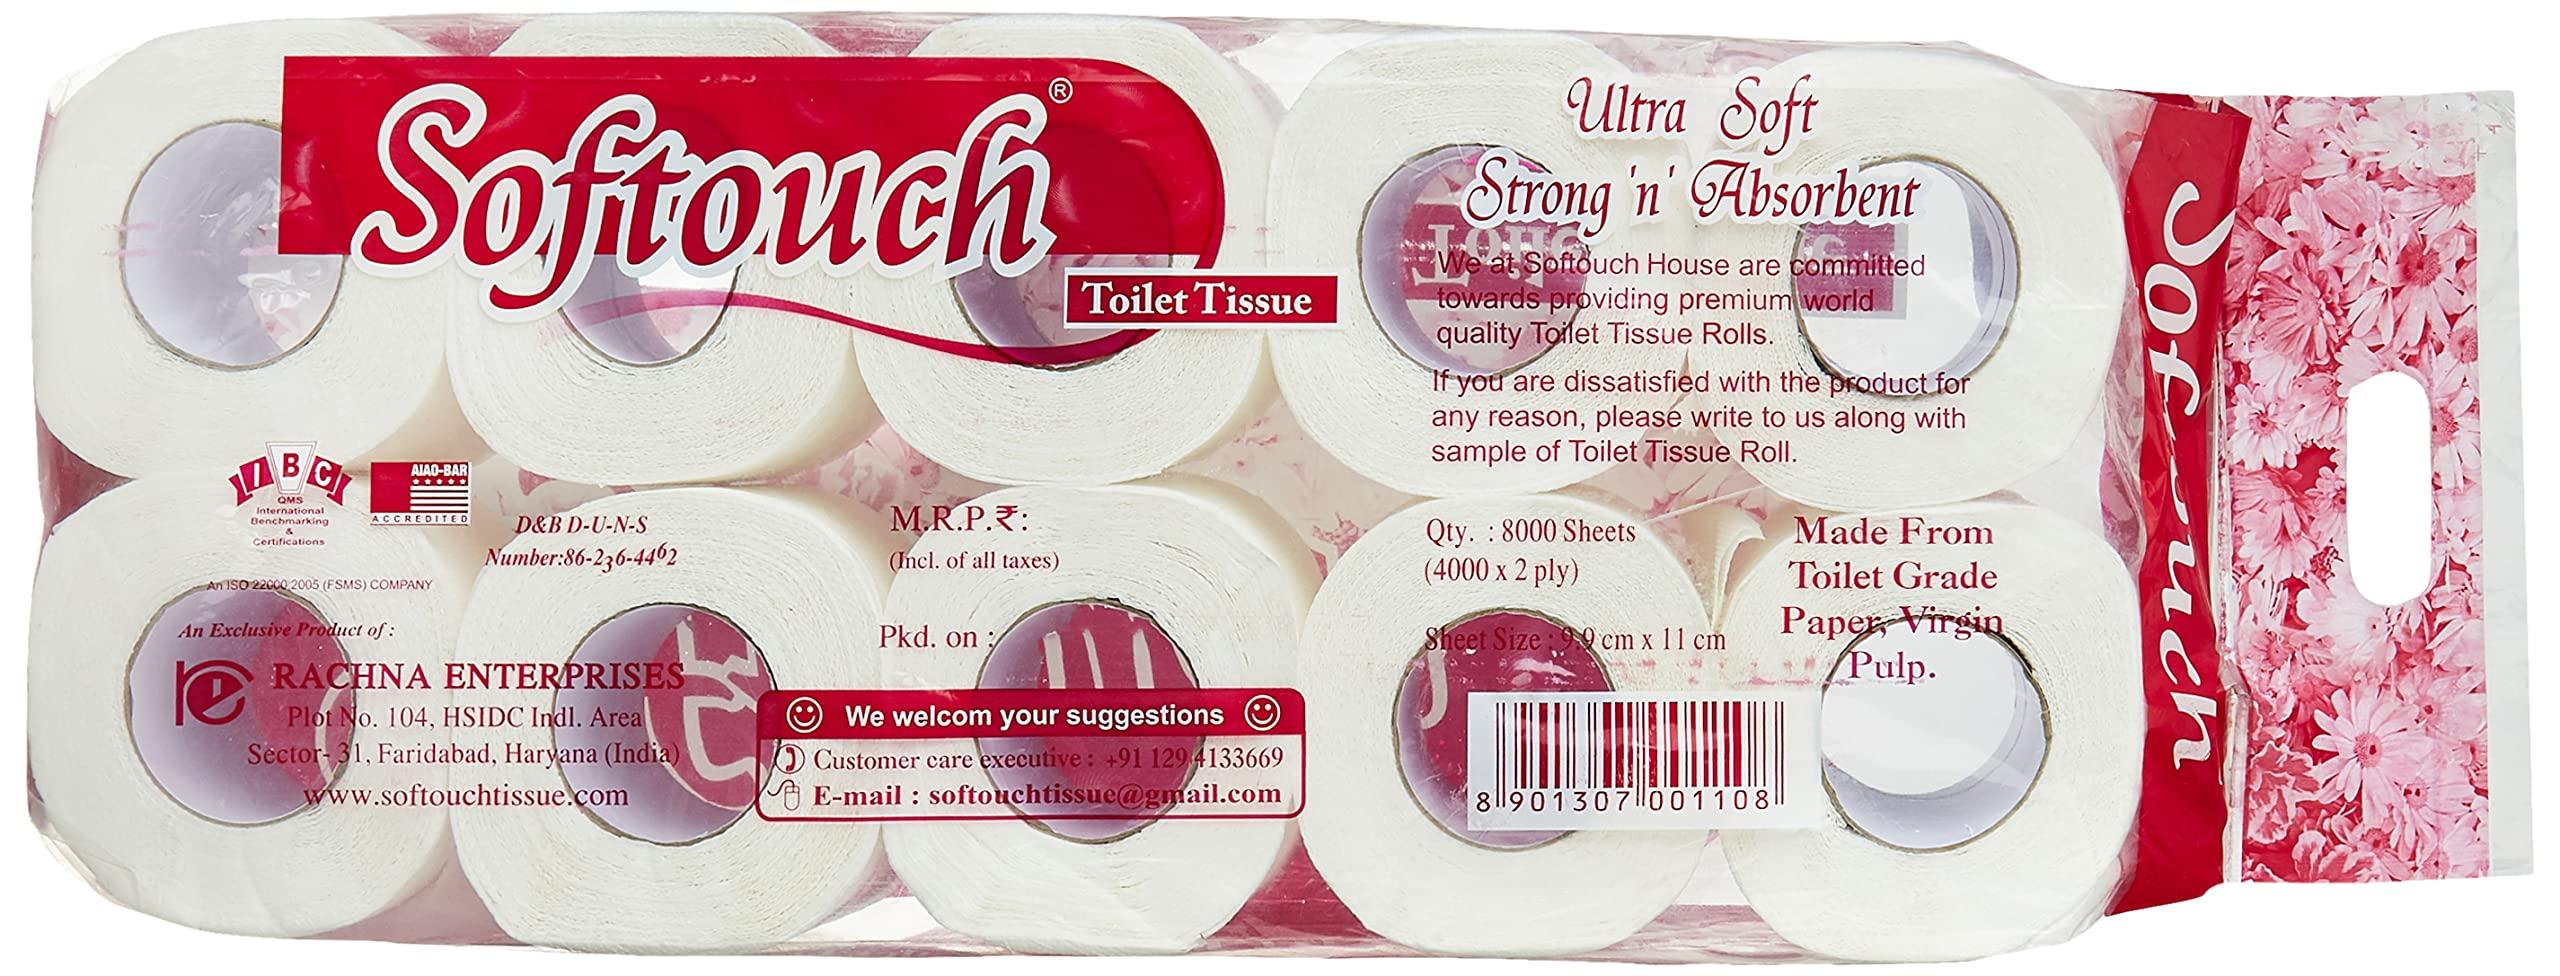 Softouch®
Toilet Tissue
Ultra Soft
Strong 'n' Absorbent
We at Softouch House are committed
towards providing premium world
quality Toilet Tissue Rolls.
If you are dissatisfied with the product for
any reason, please write to us along with
sample of Toilet Tissue Roll.
IBC
QMS
International
Benchmarking
&
Certifications
AIAO-BAR
ACCREDITED
An ISO 22000:2005 (FSMS) COMPANY
D&B D-U-N-S
Number:86-236-4462
An Exclusive Product of :
RACHNA ENTERPRISES
Plot No. 104, HSIDC Indl. Area
Sector- 31, Faridabad, Haryana (India)
www.softouchtissue.com
M.R.P.₹:
(Incl. of all taxes)
Pkd. on :
We welcom your suggestions
Customer care executive : +91 129 4133669
E-mail : softouchtissue@gmail.com
Qty. : 8000 Sheets
(4000 x 2 ply)
Sheet Size : 9.9 cm x 11 cm
Made From
Toilet Grade
Paper, Virgin
Pulp.
8 901307 001108
Softouch